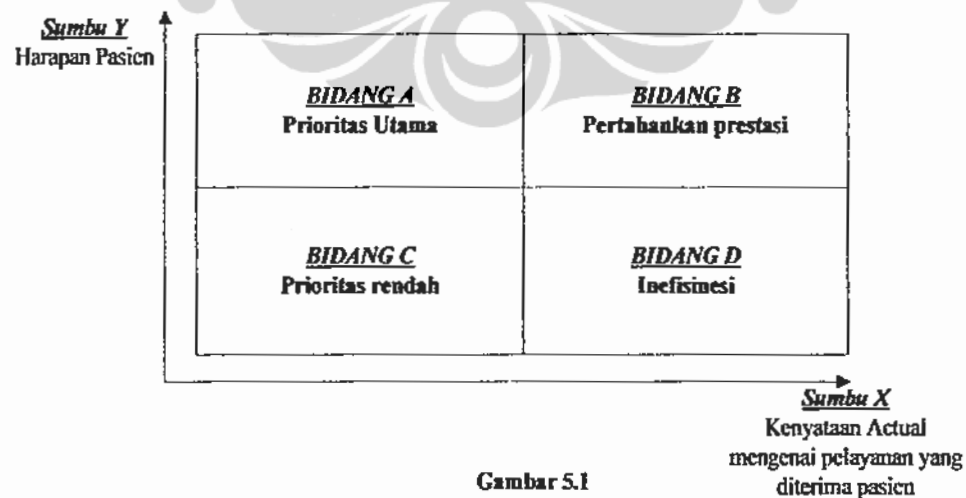 Sumbu Y
Harapan Pasien
BIDANG A
Prioritas Utama
BIDANG B
Pertahankan prestasi
BIDANG C
Prioritas rendah
BIDANG D
Inefisinesi
Sumbu X
Kenyataan Actual
mengenai pelayanan yang
diterima pasien
Gambar 5.1